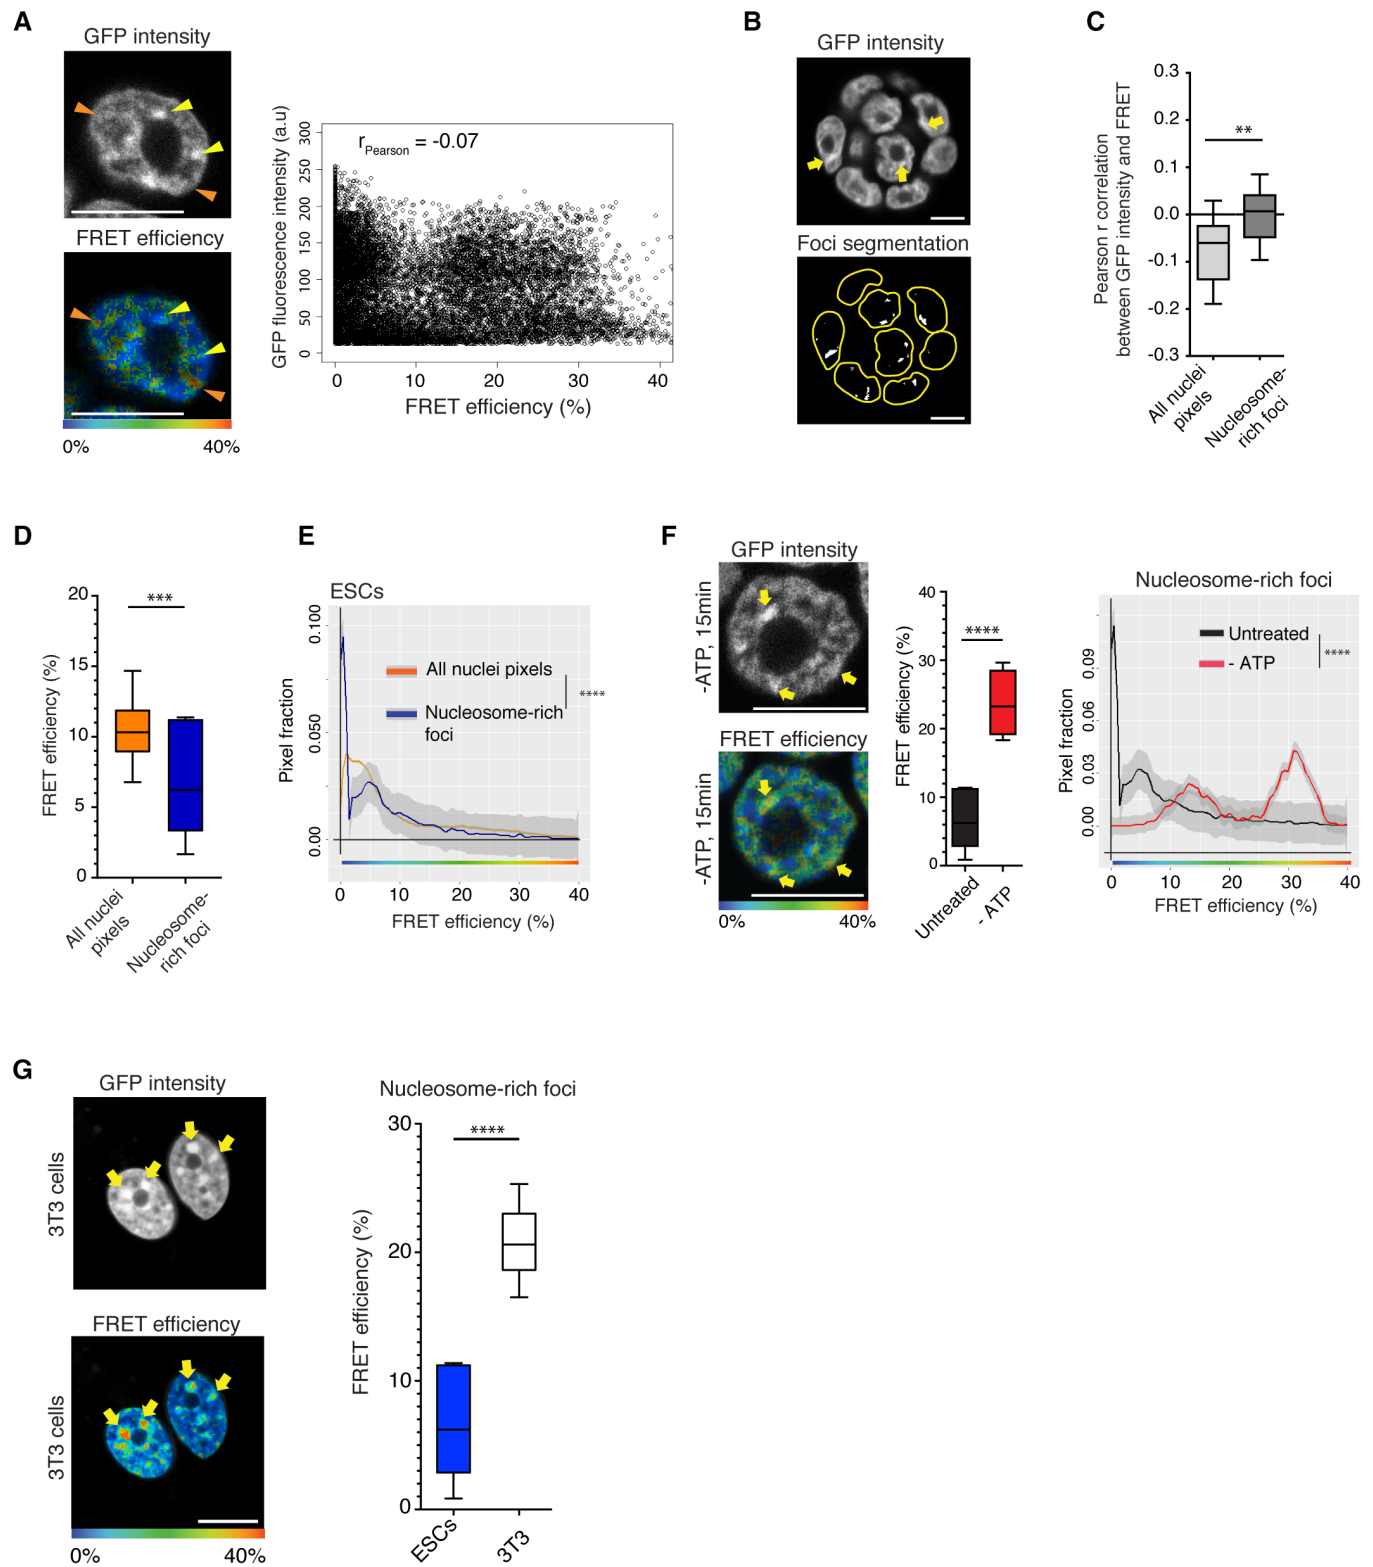 A
GFP intensity
FRET efficiency
0%
40%
GFP fluorescence intensity (a.u)
300
250
200
150
100
50
0
rPearson = -0.07
0
10
20
30
40
FRET efficiency (%)
B
GFP intensity
Foci segmentation
C
Pearson r correlation
between GFP intensity and FRET
0.3
0.2
0.1
0.0
-0.1
-0.2
-0.3
**
All nuclei
pixels
Nucleosome-
rich foci
D
FRET efficiency (%)
20
15
10
5
0
***
All nuclei
pixels
Nucleosome-
rich foci
E
ESCs
Pixel fraction
0.100
0.050
0.00
All nuclei pixels
Nucleosome-rich
foci
****
0
10
20
30
40
FRET efficiency (%)
F
GFP intensity
-ATP, 15min
FRET efficiency
-ATP, 15min
0%
40%
FRET efficiency (%)
40
30
20
10
0
****
Untreated
- ATP
Nucleosome-rich foci
Pixel fraction
0.09
0.06
0.03
0.00
Untreated
- ATP
****
0
10
20
30
40
FRET efficiency (%)
G
GFP intensity
3T3 cells
FRET efficiency
3T3 cells
0%
40%
Nucleosome-rich foci
FRET efficiency (%)
30
20
10
0
****
ESCs
3T3